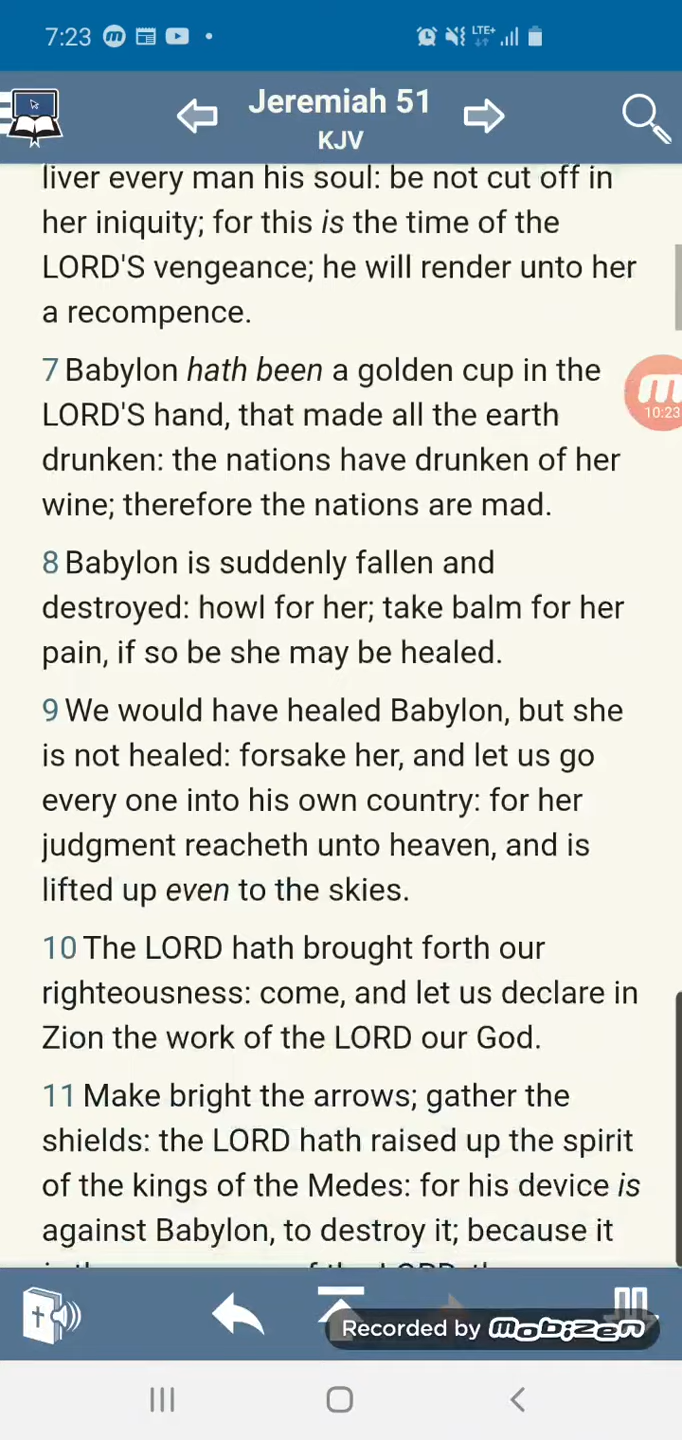 7:23
LTE+
Jeremiah 51
KJV
liver every man his soul: be not cut off in
her iniquity; for this is the time of the
LORD'S vengeance; he will render unto her
a recompence.
7 Babylon hath been a golden cup in the
LORD'S hand, that made all the earth
drunken: the nations have drunken of her
wine; therefore the nations are mad.
10:23
8 Babylon is suddenly fallen and
destroyed: howl for her; take balm for her
pain, if so be she may be healed.
9 We would have healed Babylon, but she
is not healed: forsake her, and let us go
every one into his own country: for her
judgment reacheth unto heaven, and is
lifted up even to the skies.
10 The LORD hath brought forth our
righteousness: come, and let us declare in
Zion the work of the LORD our God.
11 Make bright the arrows; gather the
shields: the LORD hath raised up the spirit
of the kings of the Medes: for his device is
against Babylon, to destroy it; because it
Recorded by mobizen